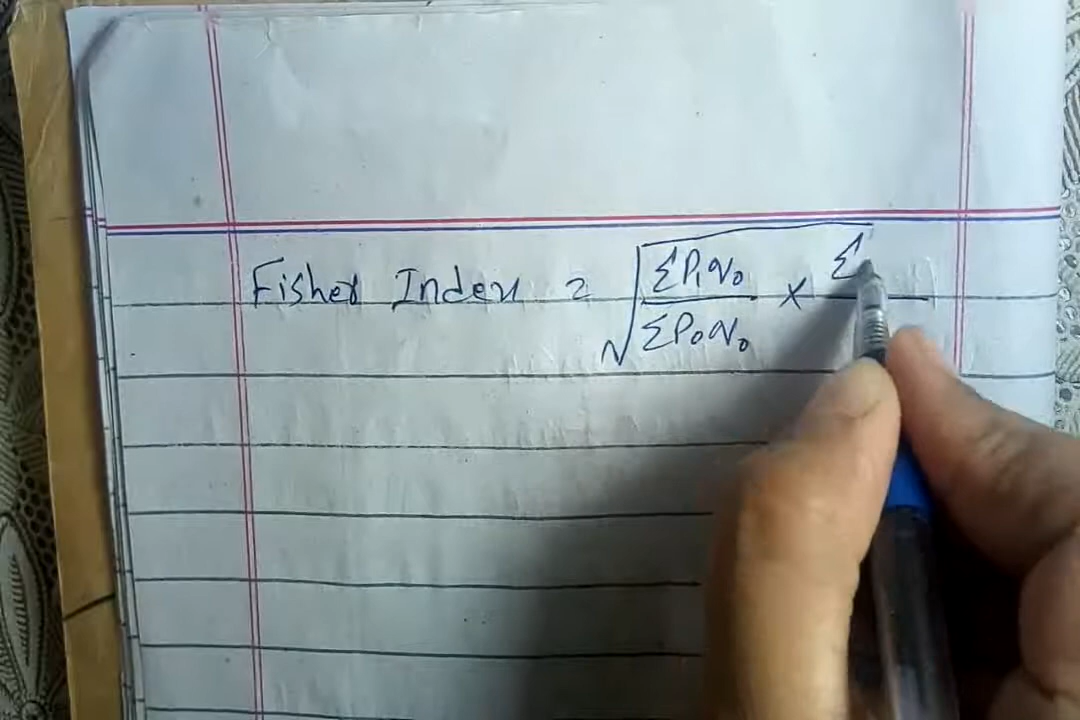 Fisher Index = √(ΣP₁q₀/ΣP₀q₀ × Σ